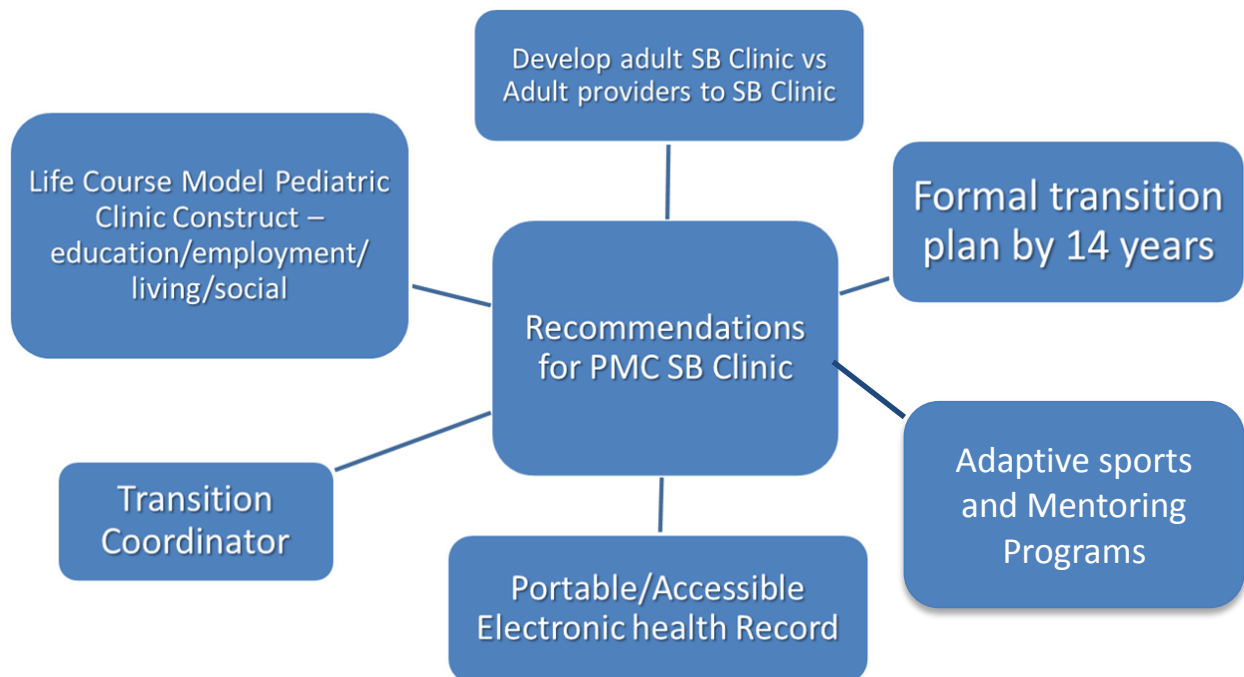 Develop adult SB Clinic vs
Adult providers to SB Clinic
Life Course Model Pediatric
Clinic Construct –
education/employment/
living/social
Formal transition
plan by 14 years
Recommendations
for PMC SB Clinic
Adaptive sports
and Mentoring
Programs
Transition
Coordinator
Portable/Accessible
Electronic health Record